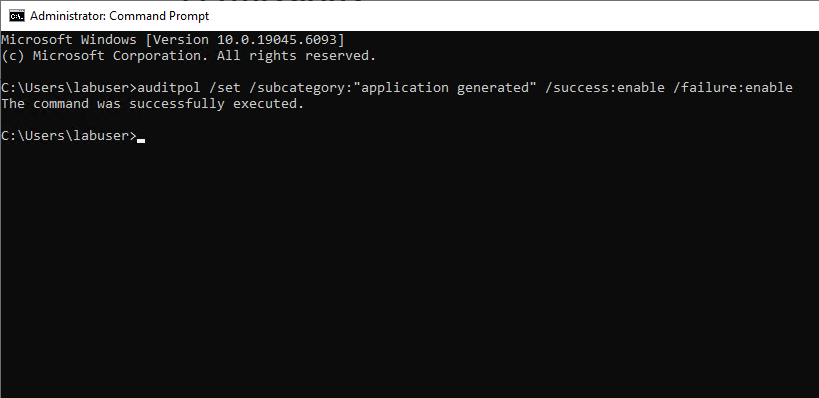 Administrator: Command Prompt
Microsoft Windows [Version 10.0.19045.6093]
(c) Microsoft Corporation. All rights reserved.
C:\Users\labuser>auditpol /set /subcategory:"application generated" /success:enable /failure:enable
The command was successfully executed.
C:\Users\labuser>